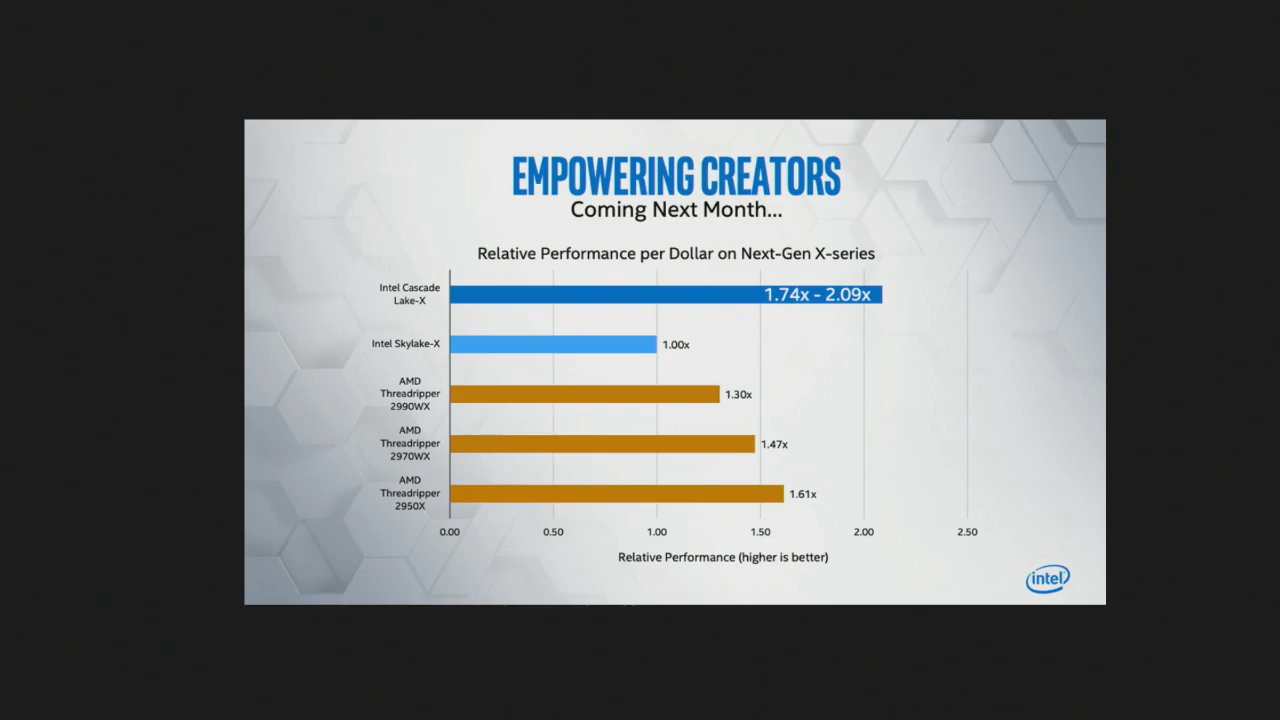 EMPOWERING CREATORS
Coming Next Month...
Relative Performance per Dollar on Next-Gen X-series
Intel Cascade
Lake-X
1.74x - 2.09x
Intel Skylake-X
1.00x
AMD
Threadripper
2990WX
1.30x
AMD
Threadripper
2970WX
1.47x
AMD
Threadripper
2950X
1.61x
0.00 0.50 1.00 1.50 2.00 2.50
Relative Performance (higher is better)
intel